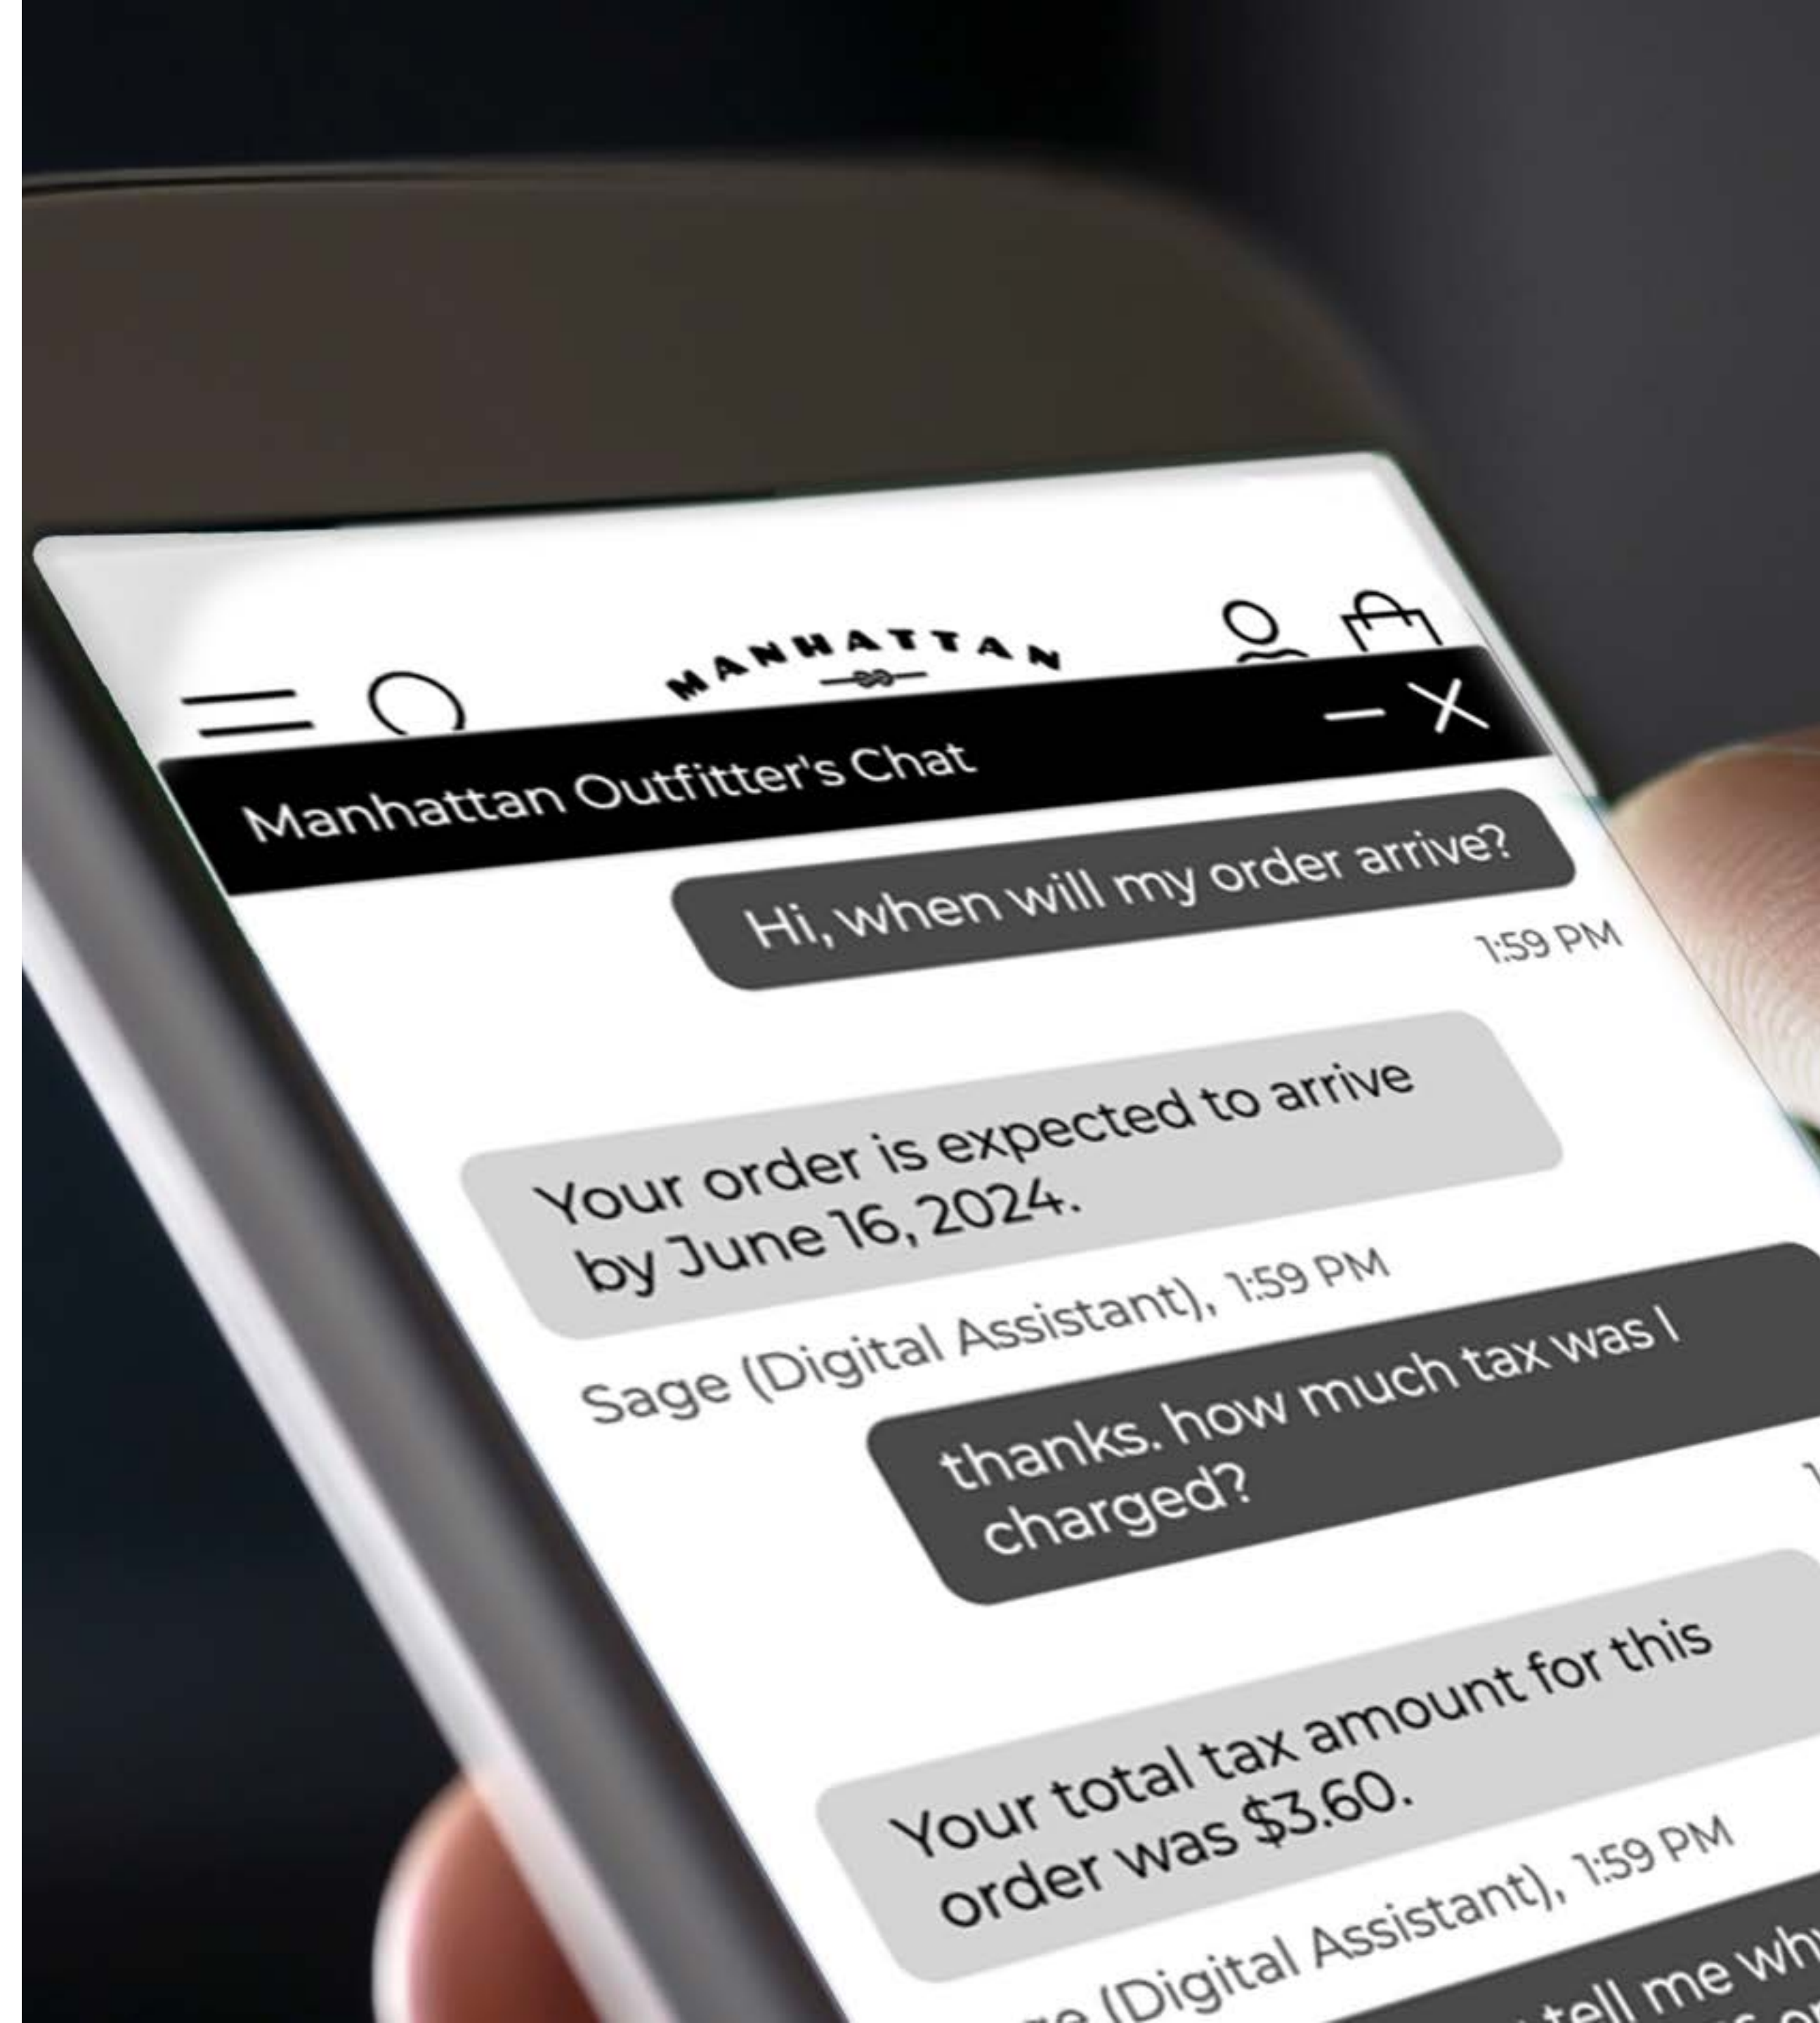 MANHATTAN
Manhattan Outfitter's Chat
Hi, when will my order arrive?
1:59 PM
Your order is expected to arrive
by June 16, 2024.
Sage (Digital Assistant), 1:59 PM
thanks. how much tax was I
charged?
Your total tax amount for this
order was $3.60.
(Digital Assistant), 1:59 PM
tell me why